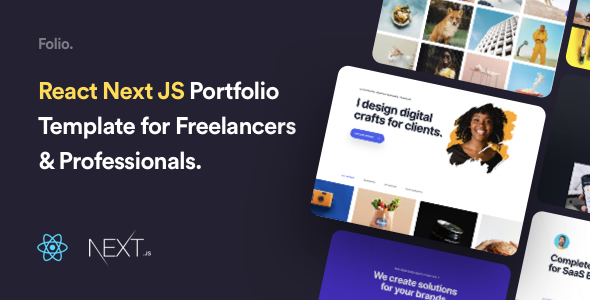 Folio.
React Next JS Portfolio
Template for Freelancers
& Professionals.
NEXT.JS
I design digital
crafts for clients.
We create solutions
for your brands
Complete
for SaaS